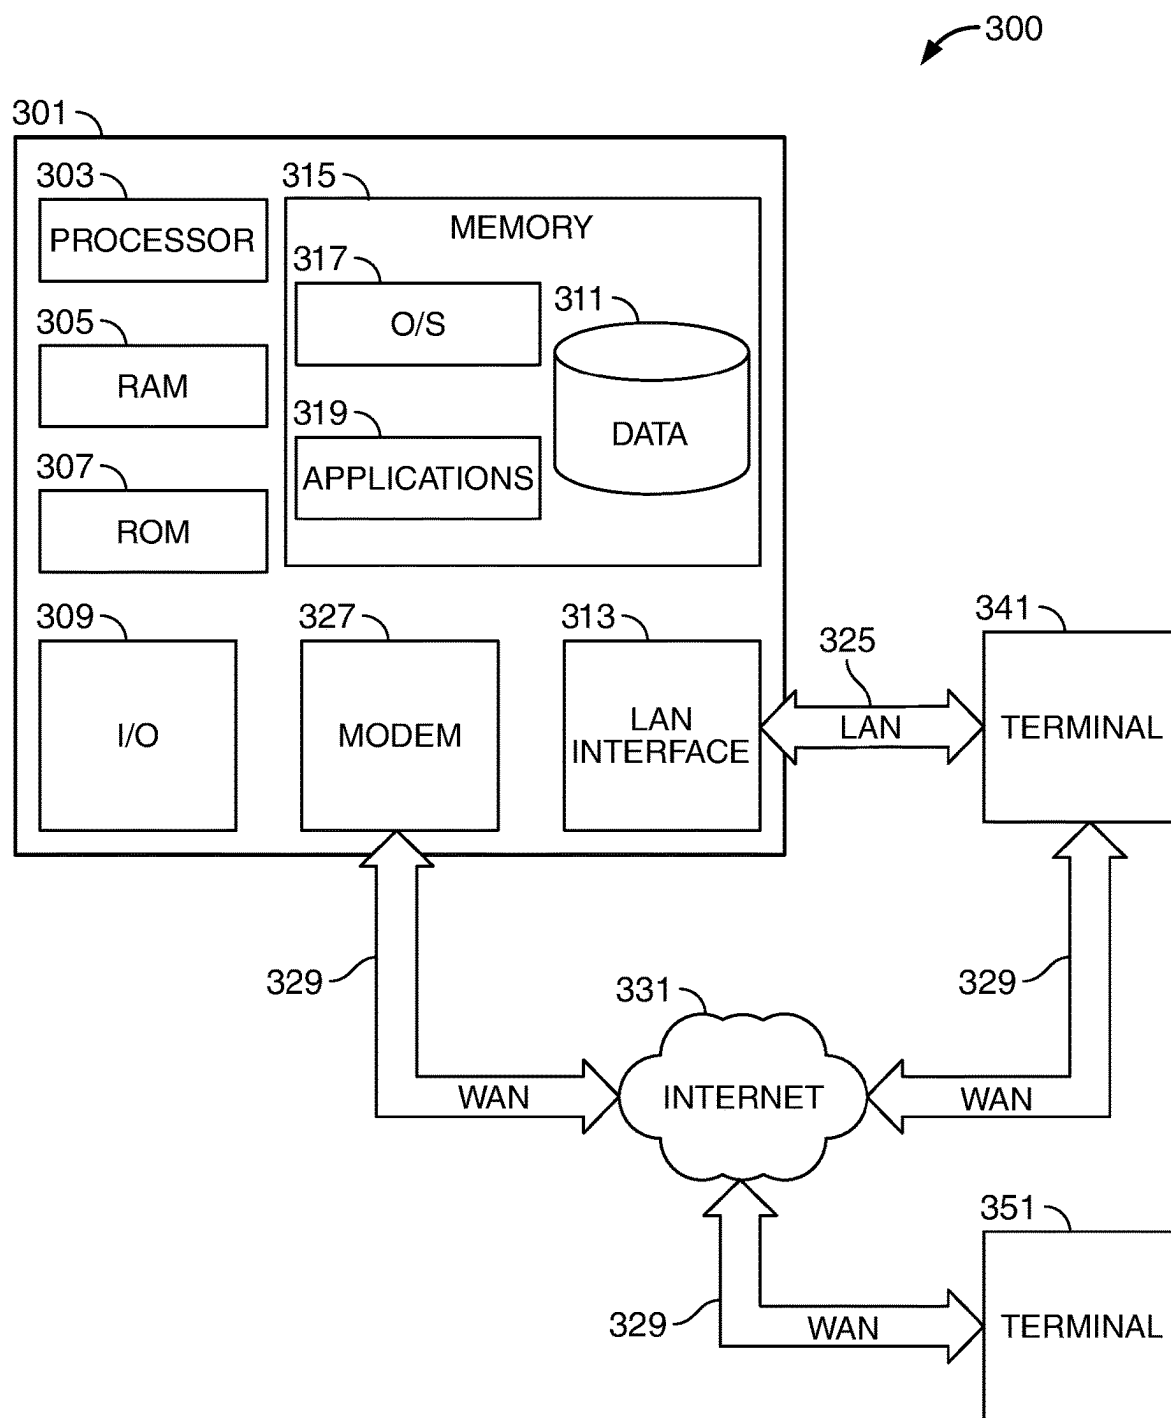 300
301
303
PROCESSOR
315
MEMORY
317
O/S
311
DATA
305
RAM
319
APPLICATIONS
307
ROM
309
I/O
327
MODEM
313
LAN
INTERFACE
325
LAN
341
TERMINAL
329
WAN
331
INTERNET
329
WAN
351
TERMINAL
329
WAN